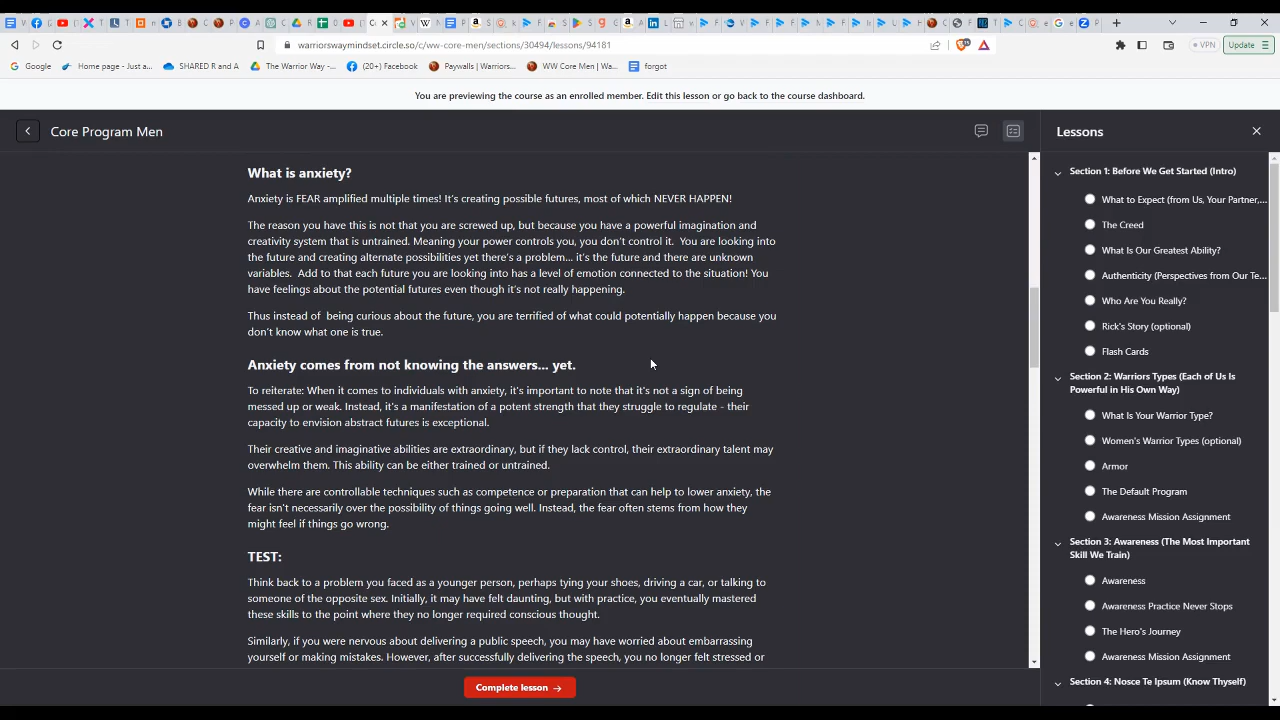 warriorswaymindset.circle.so/c/ww-core-men/sections/30494/lessons/94181
VPN
Update
Google
Home page - Just a...
SHARED R and A
The Warrior Way -...
(20+) Facebook
Paywalls | Warriors...
WW Core Men | Wa...
forgot
You are previewing the course as an enrolled member. Edit this lesson or go back to the course dashboard.
Core Program Men
What is anxiety?
Anxiety is FEAR amplified multiple times! It's creating possible futures, most of which NEVER HAPPEN!
The reason you have this is not that you are screwed up, but because you have a powerful imagination and
creativity system that is untrained. Meaning your power controls you, you don't control it.  You are looking into
the future and creating alternate possibilities yet there's a problem... it's the future and there are unknown
variables.  Add to that each future you are looking into has a level of emotion connected to the situation! You
have feelings about the potential futures even though it's not really happening.
Thus instead of  being curious about the future, you are terrified of what could potentially happen because you
don't know what one is true.
Anxiety comes from not knowing the answers... yet.
To reiterate: When it comes to individuals with anxiety, it's important to note that it's not a sign of being
messed up or weak. Instead, it's a manifestation of a potent strength that they struggle to regulate - their
capacity to envision abstract futures is exceptional.
Their creative and imaginative abilities are extraordinary, but if they lack control, their extraordinary talent may
overwhelm them. This ability can be either trained or untrained.
While there are controllable techniques such as competence or preparation that can help to lower anxiety, the
fear isn't necessarily over the possibility of things going well. Instead, the fear often stems from how they
might feel if things go wrong.
TEST:
Think back to a problem you faced as a younger person, perhaps tying your shoes, driving a car, or talking to
someone of the opposite sex. Initially, it may have felt daunting, but with practice, you eventually mastered
these skills to the point where they no longer required conscious thought.
Similarly, if you were nervous about delivering a public speech, you may have worried about embarrassing
yourself or making mistakes. However, after successfully delivering the speech, you no longer felt stressed or
Complete lesson →
Lessons
Section 1: Before We Get Started (Intro)
What to Expect (from Us, Your Partner,...
The Creed
What Is Our Greatest Ability?
Authenticity (Perspectives from Our Te...
Who Are You Really?
Rick's Story (optional)
Flash Cards
Section 2: Warriors Types (Each of Us Is
Powerful in His Own Way)
What Is Your Warrior Type?
Women's Warrior Types (optional)
Armor
The Default Program
Awareness Mission Assignment
Section 3: Awareness (The Most Important
Skill We Train)
Awareness
Awareness Practice Never Stops
The Hero's Journey
Awareness Mission Assignment
Section 4: Nosce Te Ipsum (Know Thyself)